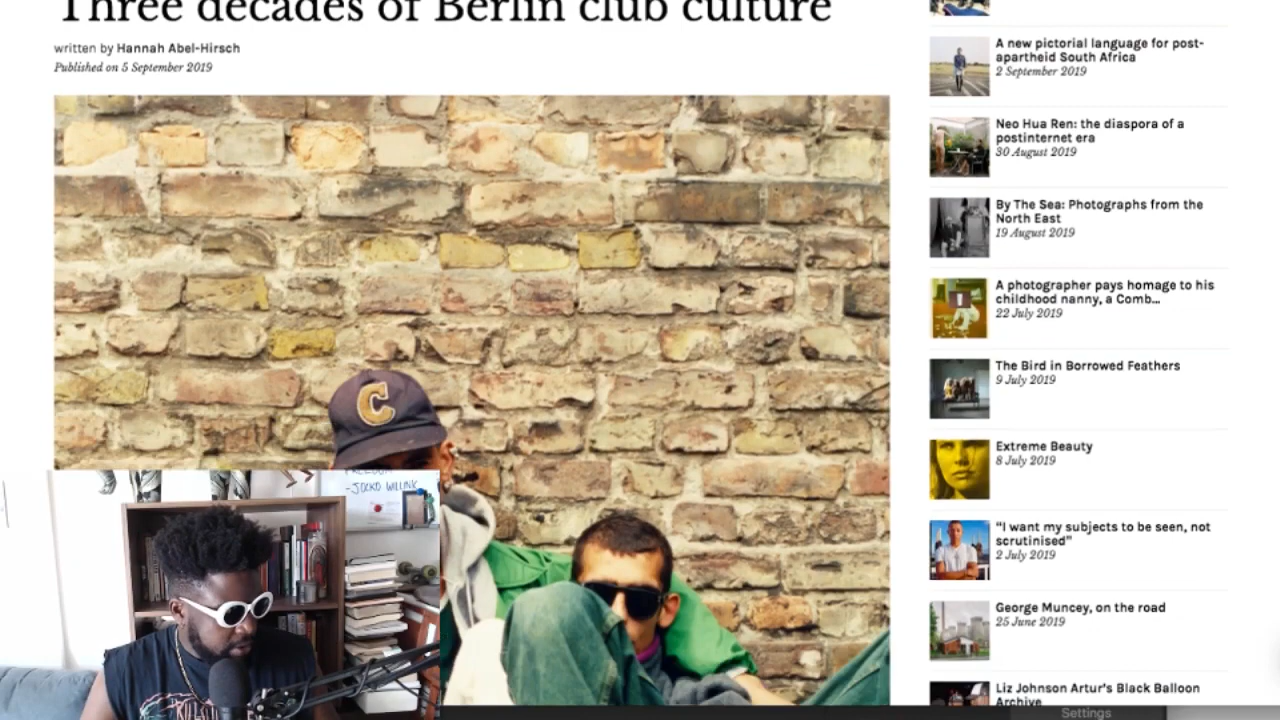 Three decades of Berlin club culture
written by Hannah Abel-Hirsch
Published on 5 September 2019
C
FREEDOM
-JOCKO WILLINK
A new pictorial language for post-
apartheid South Africa
2 September 2019
Neo Hua Ren: the diaspora of a
postinternet era
30 August 2019
By The Sea: Photographs from the
North East
19 August 2019
A photographer pays homage to his
childhood nanny, a Comb...
22 July 2019
The Bird in Borrowed Feathers
9 July 2019
Extreme Beauty
8 July 2019
“I want my subjects to be seen, not
scrutinised”
2 July 2019
George Muncey, on the road
25 June 2019
Liz Johnson Artur’s Black Balloon
Archive
Settings